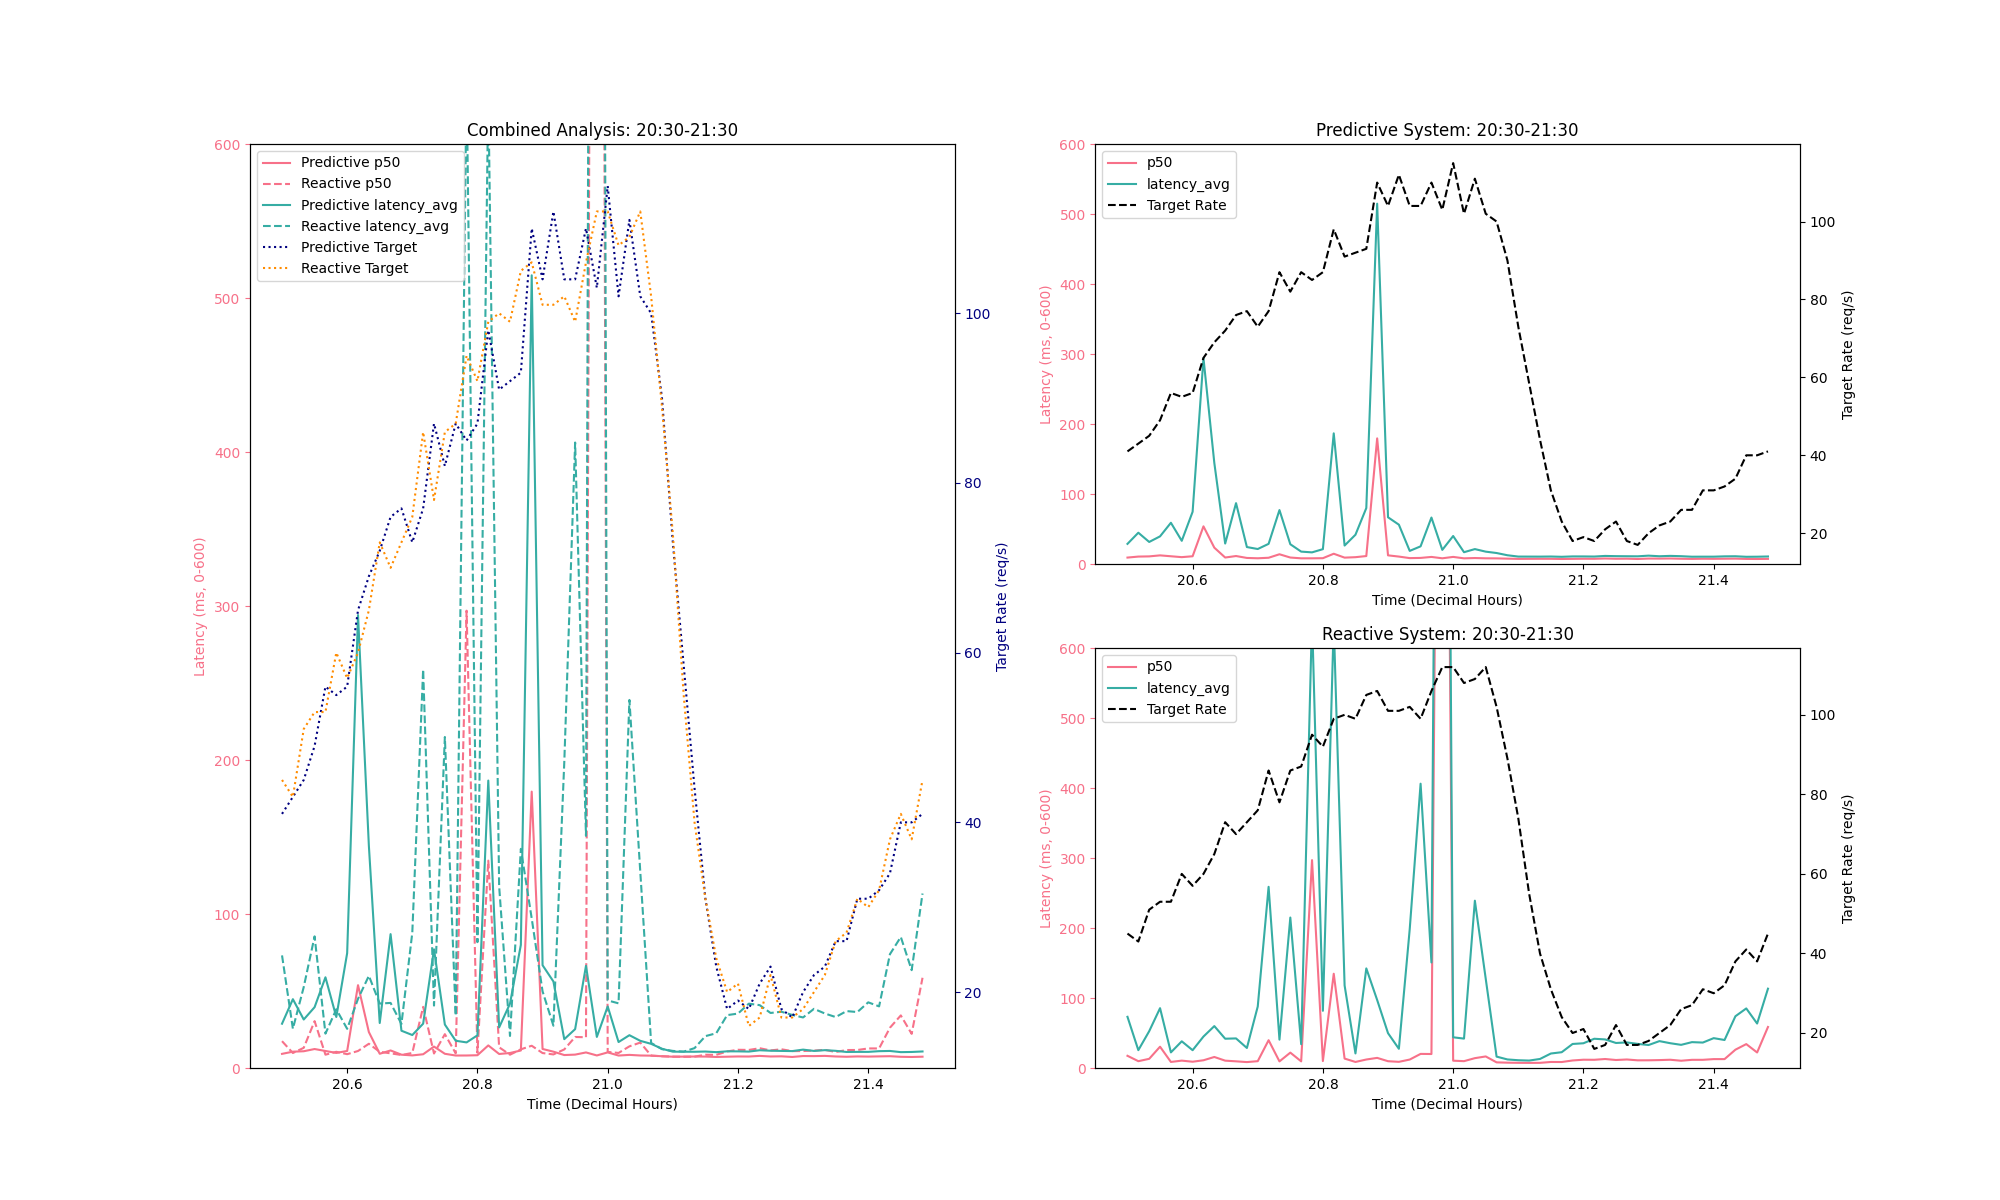 Combined Analysis: 20:30-21:30
Predictive p50
Reactive p50
Predictive latency_avg
Reactive latency_avg
Predictive Target
Reactive Target
600
500
400
300
200
100
0
Latency (ms, 0-600)
100
80
60
40
20
Target Rate (req/s)
20.6 20.8 21.0 21.2 21.4
Time (Decimal Hours)
Predictive System: 20:30-21:30
p50
latency_avg
Target Rate
600
500
400
300
200
100
0
Latency (ms, 0-600)
100
80
60
40
20
Target Rate (req/s)
20.6 20.8 21.0 21.2 21.4
Time (Decimal Hours)
Reactive System: 20:30-21:30
p50
latency_avg
Target Rate
600
500
400
300
200
100
0
Latency (ms, 0-600)
100
80
60
40
20
Target Rate (req/s)
20.6 20.8 21.0 21.2 21.4
Time (Decimal Hours)